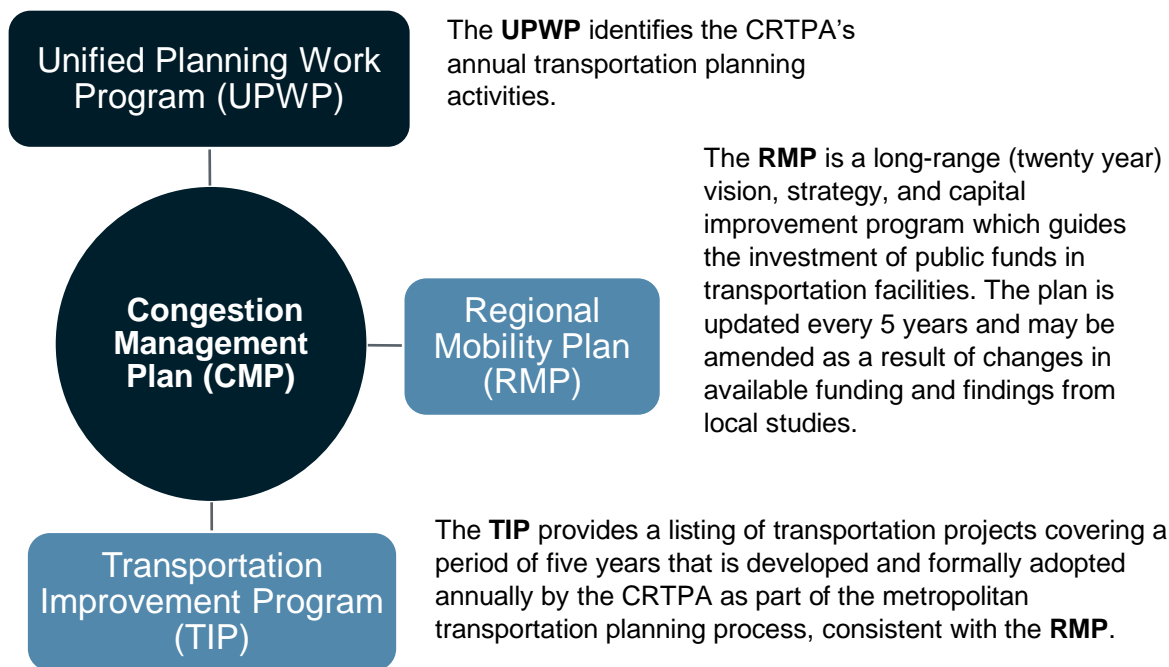 Unified Planning Work
Program (UPWP)
The UPWP identifies the CRTPA’s
annual transportation planning
activities.
Congestion
Management
Plan (CMP)
Regional
Mobility Plan
(RMP)
The RMP is a long-range (twenty year)
vision, strategy, and capital
improvement program which guides
the investment of public funds in
transportation facilities. The plan is
updated every 5 years and may be
amended as a result of changes in
available funding and findings from
local studies.
Transportation
Improvement Program
(TIP)
The TIP provides a listing of transportation projects covering a
period of five years that is developed and formally adopted
annually by the CRTPA as part of the metropolitan
transportation planning process, consistent with the RMP.